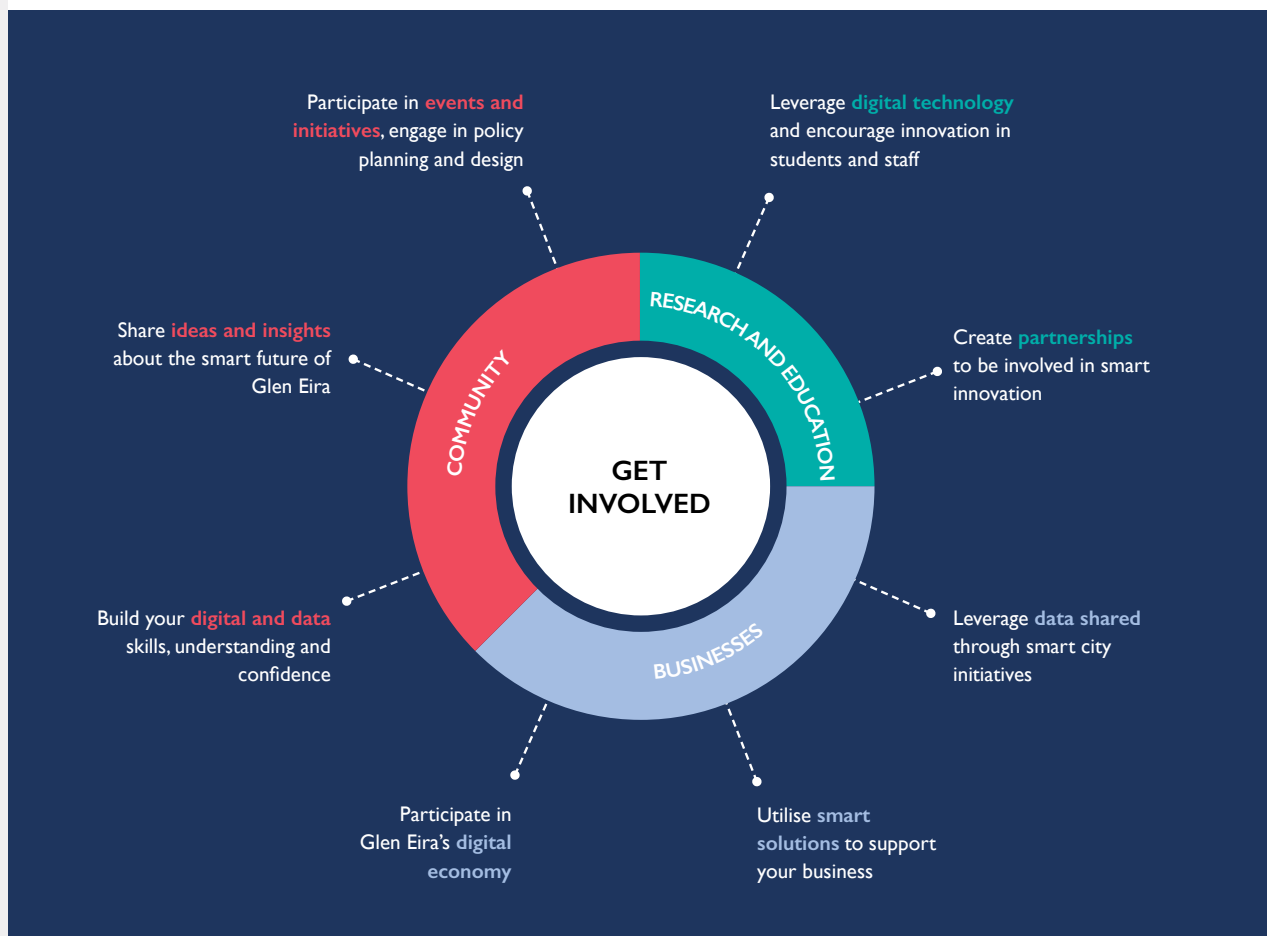 Participate in events and
initiatives, engage in policy
planning and design
Leverage digital technology
and encourage innovation in
students and staff
Share ideas and insights
about the smart future of
Glen Eira
Create partnerships
to be involved in smart
innovation
COMMUNITY
RESEARCH AND EDUCATION
GET
INVOLVED
BUSINESSES
Build your digital and data
skills, understanding and
confidence
Leverage data shared
through smart city
initiatives
Participate in
Glen Eira’s digital
economy
Utilise smart
solutions to support
your business